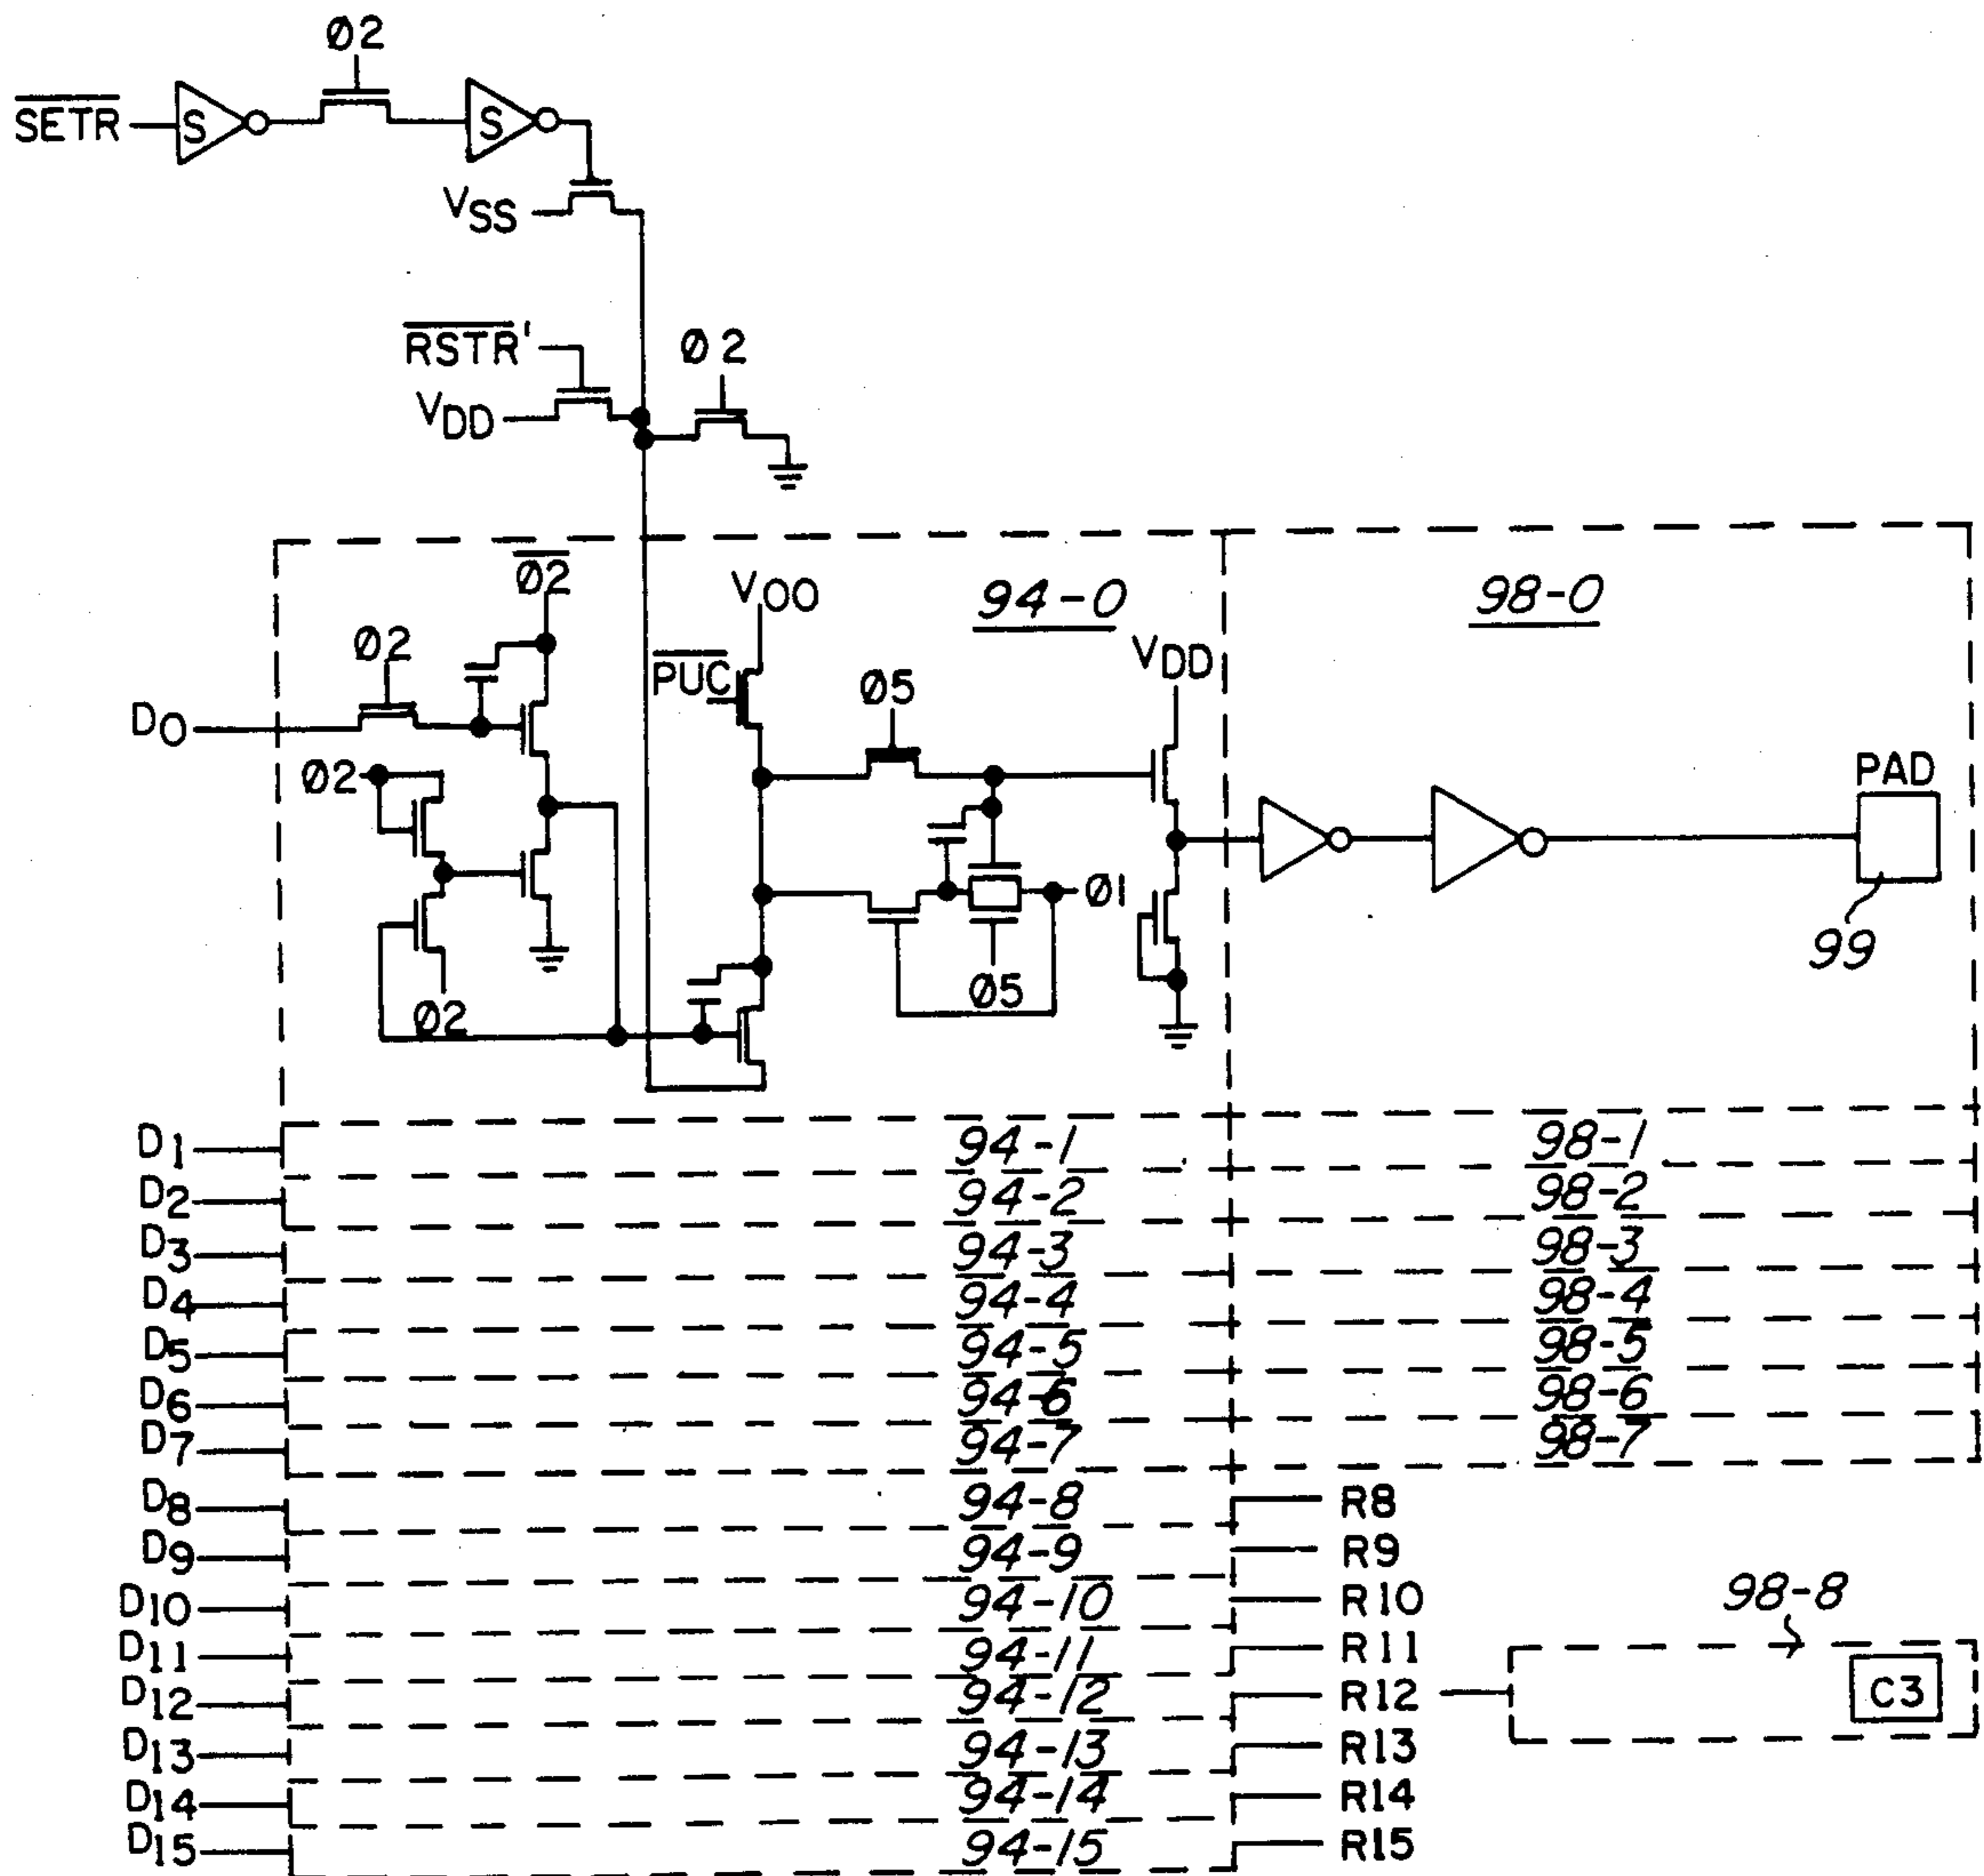 Ø2
SETR
S
S
VSS
RSTR'
Ø2
VDD
Ø2
VOO
94-0
98-0
Ø2
PUC
VDD
Ø5
DO
Ø2
PAD
Ø1
99
Ø5
Ø2
D1 94-1 98-1
D2 94-2 98-2
D3 94-3 98-3
D4 94-4 98-4
D5 94-5 98-5
D6 94-6 98-6
D7 94-7 98-7
D8 94-8 R8
D9 94-9 R9
D10 94-10 R10 98-8
D11 94-11 R11
D12 94-12 R12 C3
D13 94-13 R13
D14 94-14 R14
D15 94-15 R15